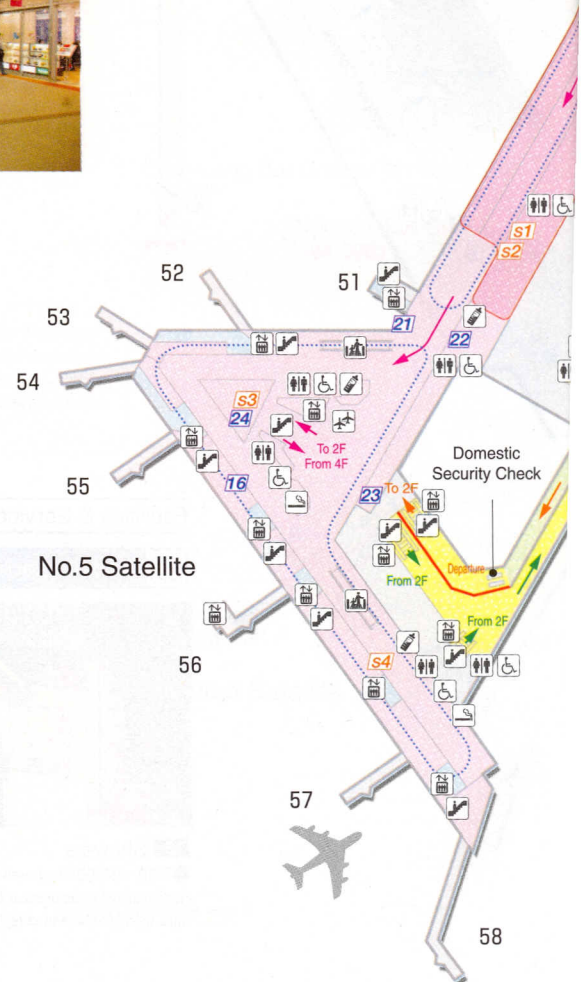 s1
s2
51
52
53
21
22
54
s3
24
To 2F
From 4F
Domestic
Security Check
55
16
23
To 2F
No.5 Satellite
Departure
From 2F
From 2F
56
s4
57
58